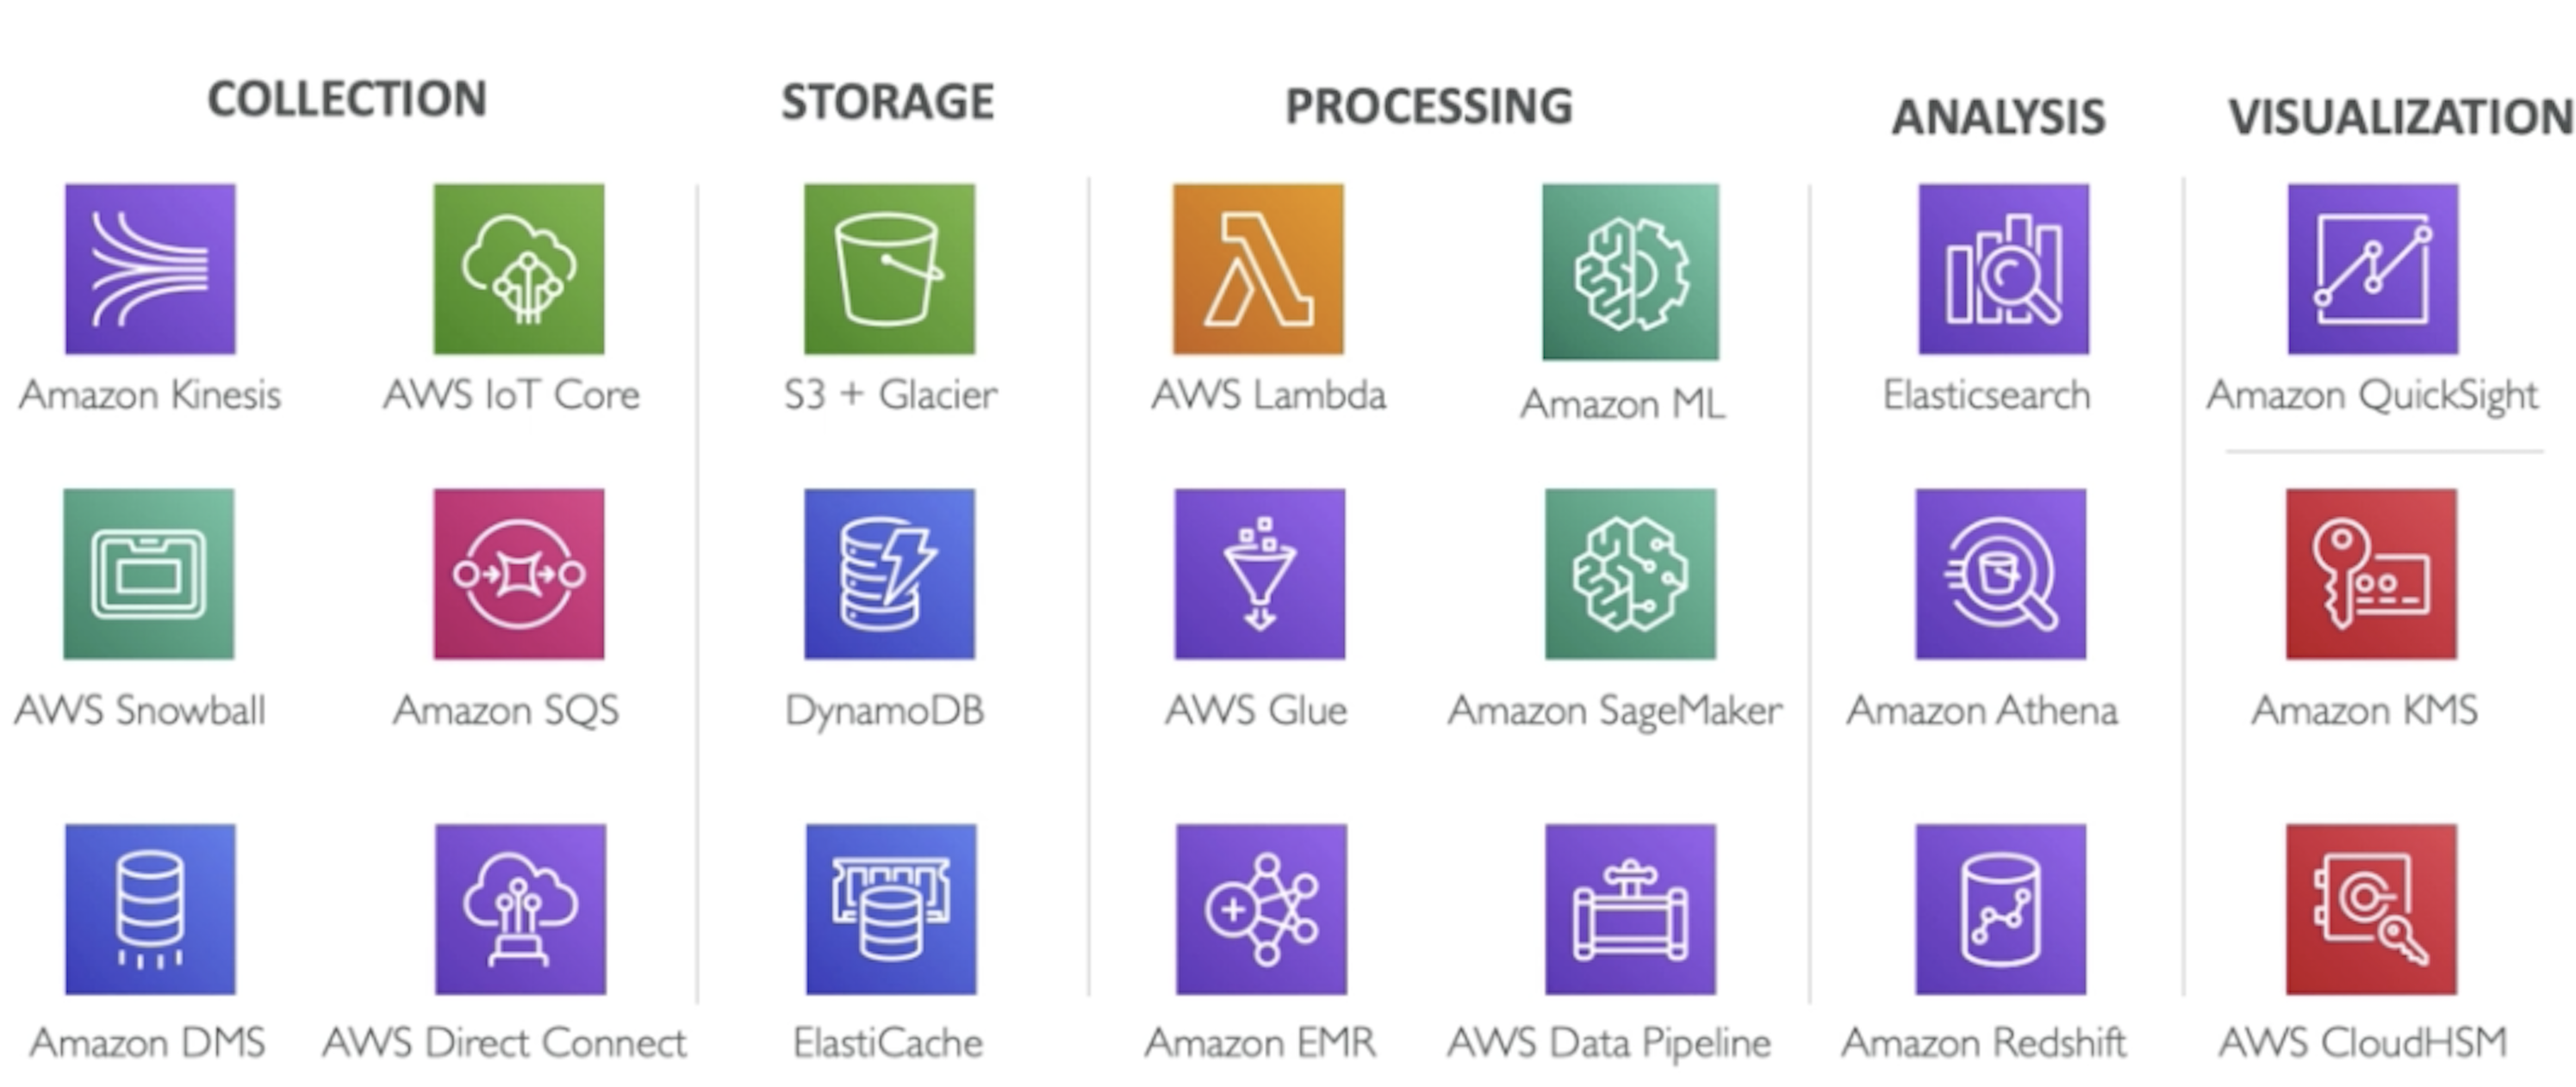 COLLECTION
STORAGE
PROCESSING
ANALYSIS
VISUALIZATION
Amazon Kinesis
AWS IoT Core
S3 + Glacier
AWS Lambda
Amazon ML
Elasticsearch
Amazon QuickSight
AWS Snowball
Amazon SQS
DynamoDB
AWS Glue
Amazon SageMaker
Amazon Athena
Amazon KMS
Amazon DMS
AWS Direct Connect
ElastiCache
Amazon EMR
AWS Data Pipeline
Amazon Redshift
AWS CloudHSM